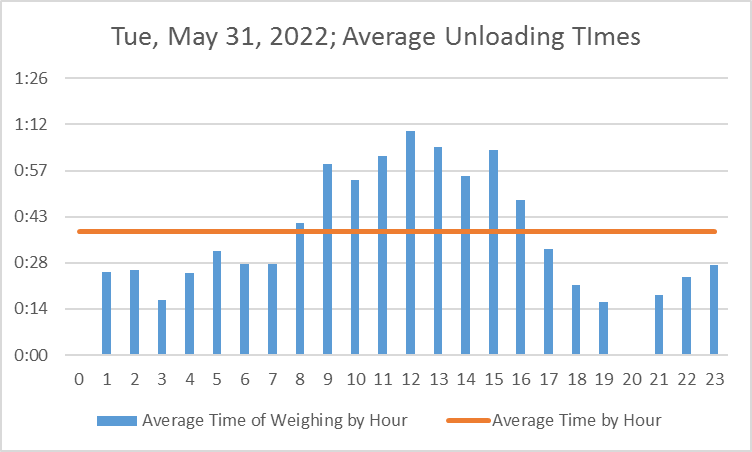 Tue, May 31, 2022; Average Unloading TImes
1:26
1:12
0:57
0:43
0:28
0:14
0:00
0 1 2 3 4 5 6 7 8 9 10 11 12 13 14 15 16 17 18 19 20 21 22 23
Average Time of Weighing by Hour Average Time by Hour